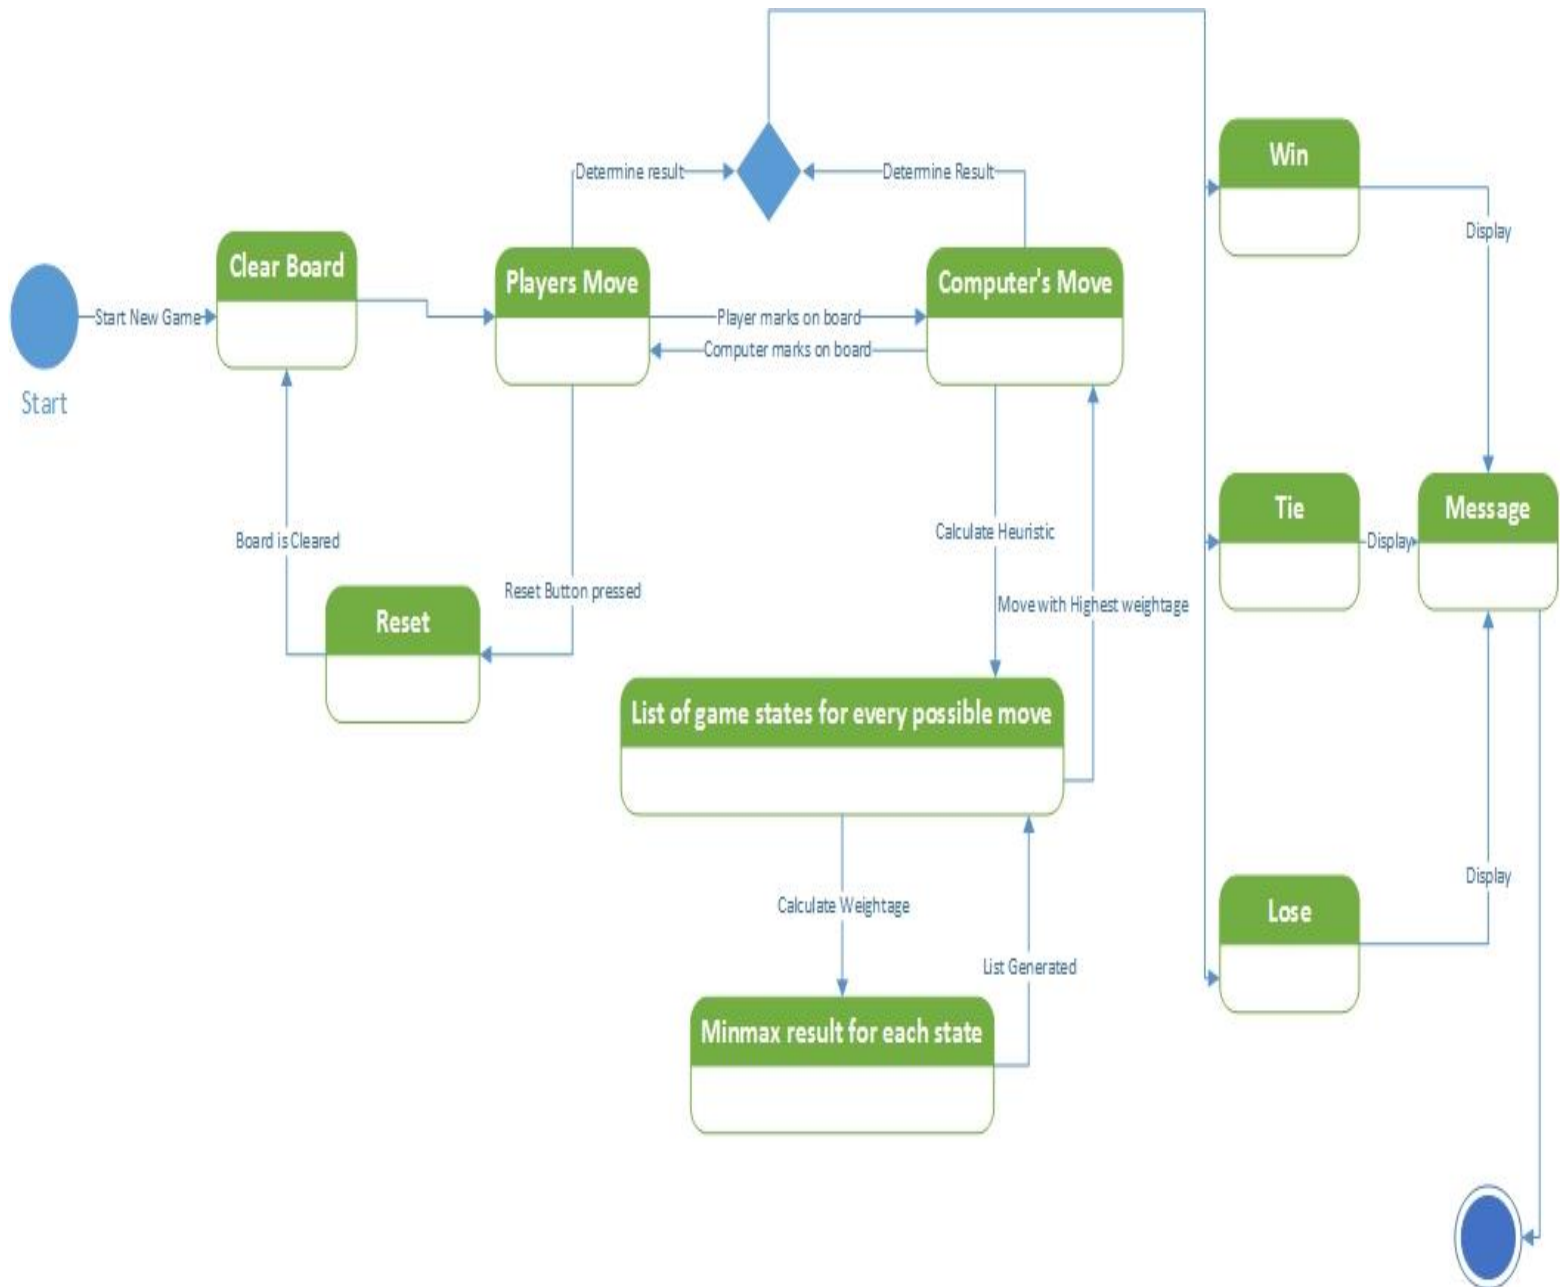 Win
Determine result
Determine Result
Display
Clear Board
Players Move
Computer's Move
Start New Game
Player marks on board
Computer marks on board
Start
Tie
Message
Calculate Heuristic
Board is Cleared
Display
Reset Button pressed
Move with Highest weightage
Reset
List of game states for every possible move
Display
Calculate Weightage
Lose
List Generated
Minmax result for each state